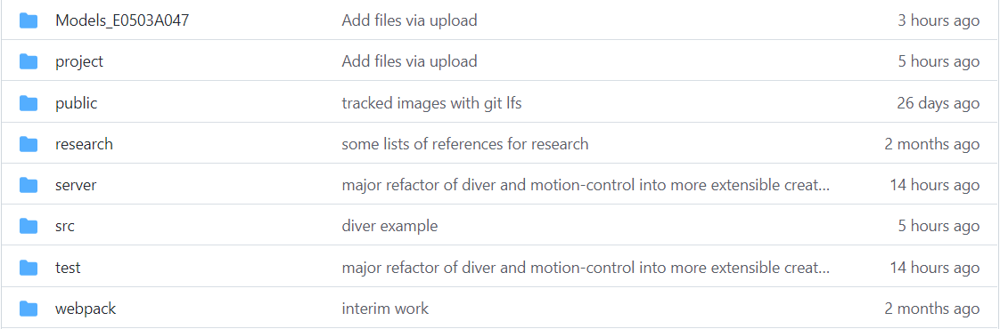 Models_E0503A047 Add files via upload 3 hours ago
project Add files via upload 5 hours ago
public tracked images with git lfs 26 days ago
research some lists of references for research 2 months ago
server major refactor of diver and motion-control into more extensible creat... 14 hours ago
src diver example 5 hours ago
test major refactor of diver and motion-control into more extensible creat... 14 hours ago
webpack interim work 2 months ago